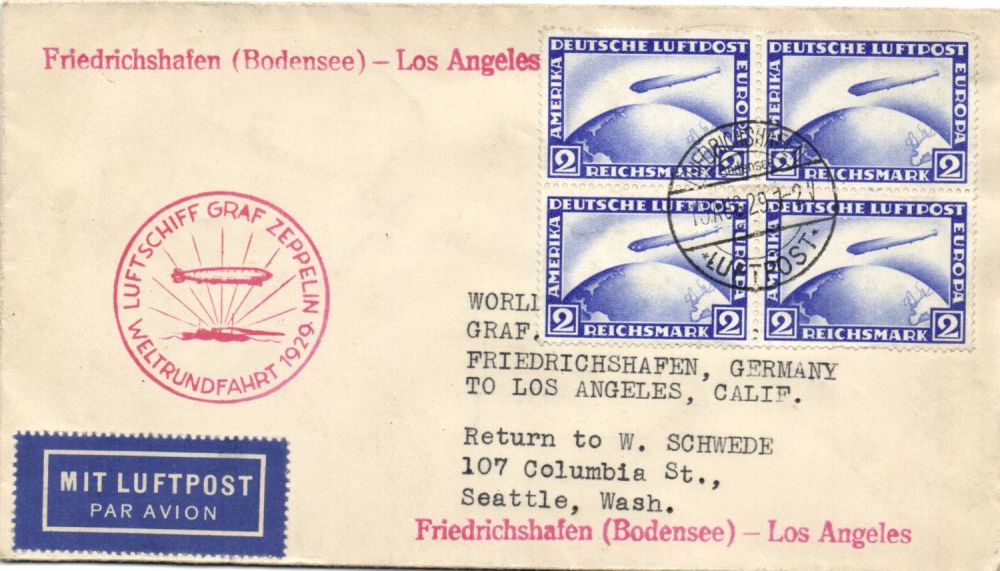 Friedrichshafen (Bodensee) – Los Angeles
DEUTSCHE LUFTPOST
AMERIKA
EUROPA
2 REICHSMARK 2
DEUTSCHE LUFTPOST
AMERIKA
EUROPA
2 REICHSMARK 2
DEUTSCHE LUFTPOST
AMERIKA
EUROPA
2 REICHSMARK 2
DEUTSCHE LUFTPOST
AMERIKA
EUROPA
2 REICHSMARK 2
FRIEDRICHSHAFEN
(Bodensee)
*LUFTPOST*
LUFTSCHIFF GRAF ZEPPELIN
WELTRUNDFAHRT 1929
WORL
GRAF
FRIEDRICHSHAFEN, GERMANY
TO LOS ANGELES, CALIF.
Return to W. SCHWEDE
107 Columbia St.,
Seattle, Wash.
MIT LUFTPOST
PAR AVION
Friedrichshafen (Bodensee) – Los Angeles